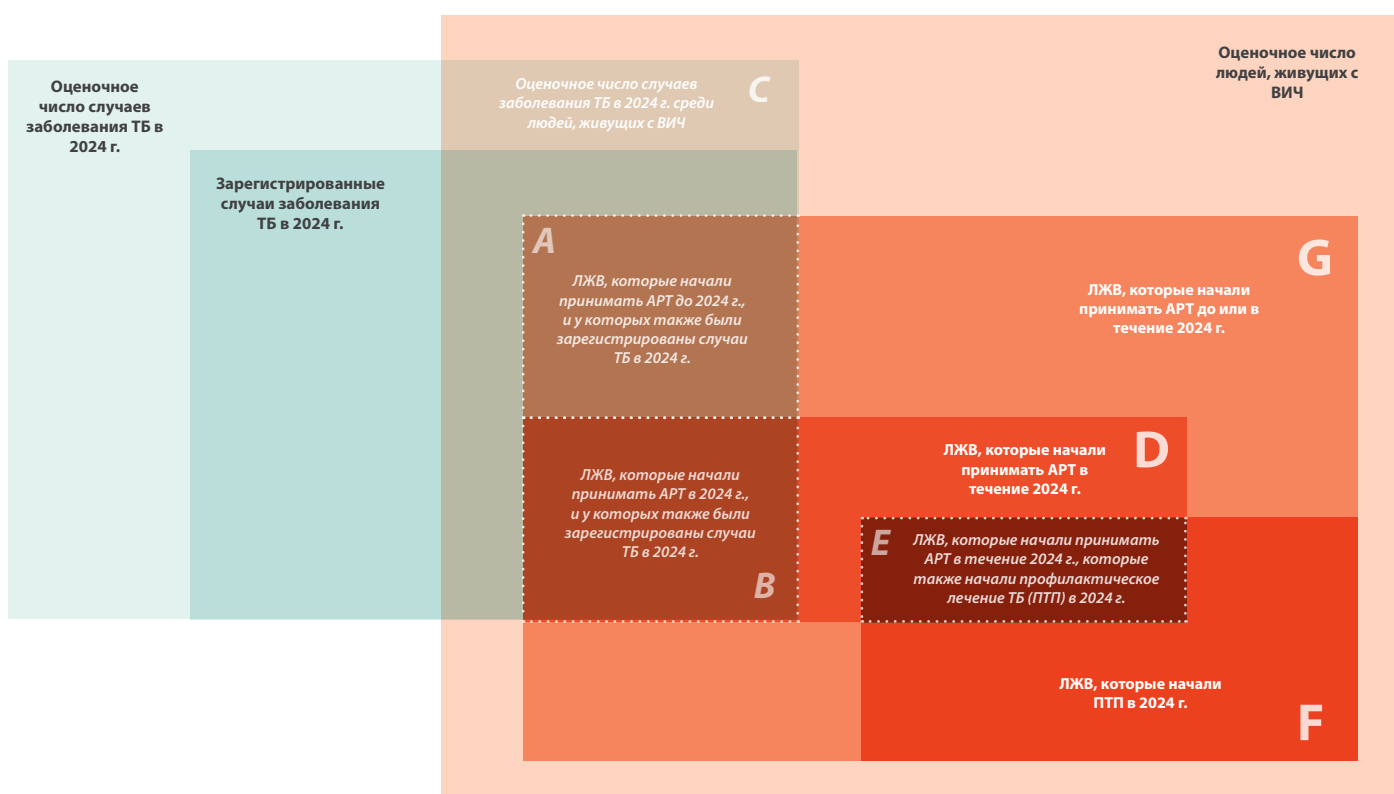 Оценочное
число случаев
заболевания ТБ в
2024 г.
Зарегистрированные
случаи заболевания
ТБ в 2024 г.
Оценочное число случаев
заболевания ТБ в 2024 г. среди
людей, живущих с ВИЧ
C
Оценочное число
людей, живущих с
ВИЧ
A
ЛЖВ, которые начали
принимать АРТ до 2024 г.,
и у которых также были
зарегистрированы случаи
ТБ в 2024 г.
G
ЛЖВ, которые начали
принимать АРТ до или в
течение 2024 г.
ЛЖВ, которые начали
принимать АРТ в 2024 г.,
и у которых также были
зарегистрированы случаи
ТБ в 2024 г.
B
ЛЖВ, которые начали
принимать АРТ в
течение 2024 г.
D
E
ЛЖВ, которые начали принимать
АРТ в течение 2024 г., которые
также начали профилактическое
лечение ТБ (ПТП) в 2024 г.
ЛЖВ, которые начали
ПТП в 2024 г.
F